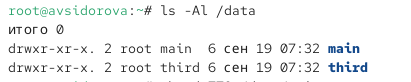 root@avsidorova:~# ls -Al /data
итого 0
drwxr-xr-x. 2 root main  6 сен 19 07:32 main
drwxr-xr-x. 2 root third 6 сен 19 07:32 third